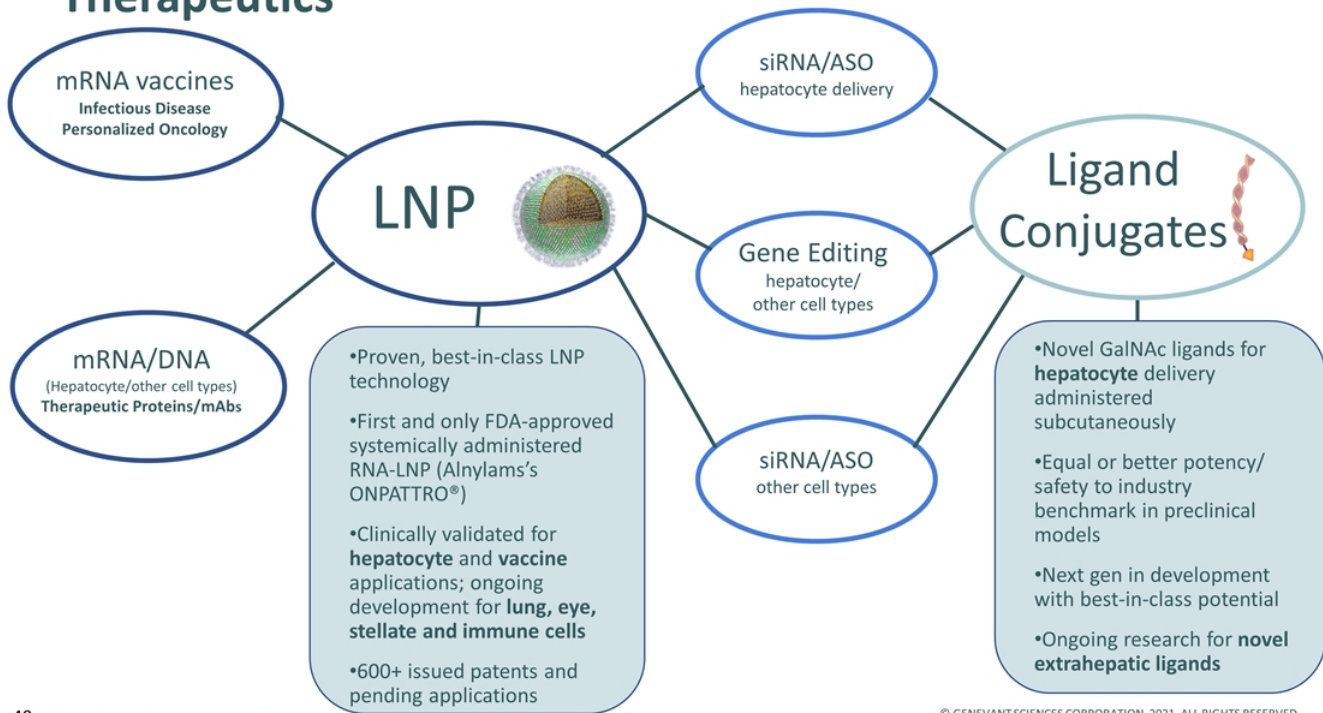 Therapeutics
mRNA vaccines
Infectious Disease
Personalized Oncology
mRNA/DNA
(Hepatocyte/other cell types)
Therapeutic Proteins/mAbs
LNP
•Proven, best-in-class LNP
technology
•First and only FDA-approved
systemically administered
RNA-LNP (Alnylams’s
ONPATTRO®)
•Clinically validated for
hepatocyte and vaccine
applications; ongoing
development for lung, eye,
stellate and immune cells
•600+ issued patents and
pending applications
siRNA/ASO
hepatocyte delivery
Gene Editing
hepatocyte/
other cell types
siRNA/ASO
other cell types
Ligand
Conjugates
•Novel GalNAc ligands for
hepatocyte delivery
administered
subcutaneously
•Equal or better potency/
safety to industry
benchmark in preclinical
models
•Next gen in development
with best-in-class potential
•Ongoing research for novel
extrahepatic ligands
© GENEVANT SCIENCES CORPORATION, 2021. ALL RIGHTS RESERVED